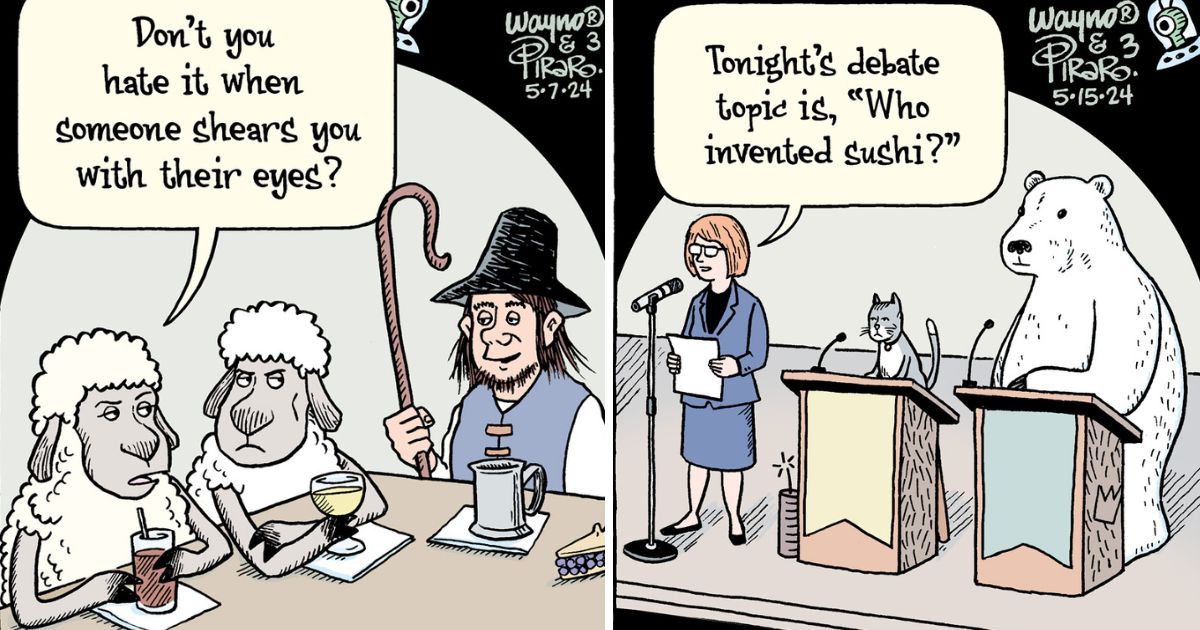 Don't you
hate it when
someone shears you
with their eyes?
Wayno®
& 3
PiRARO.
5·7·24
Tonight's debate
topic is, “Who
invented sushi?”
Wayno®
& 3
PiRARO.
5·15·24